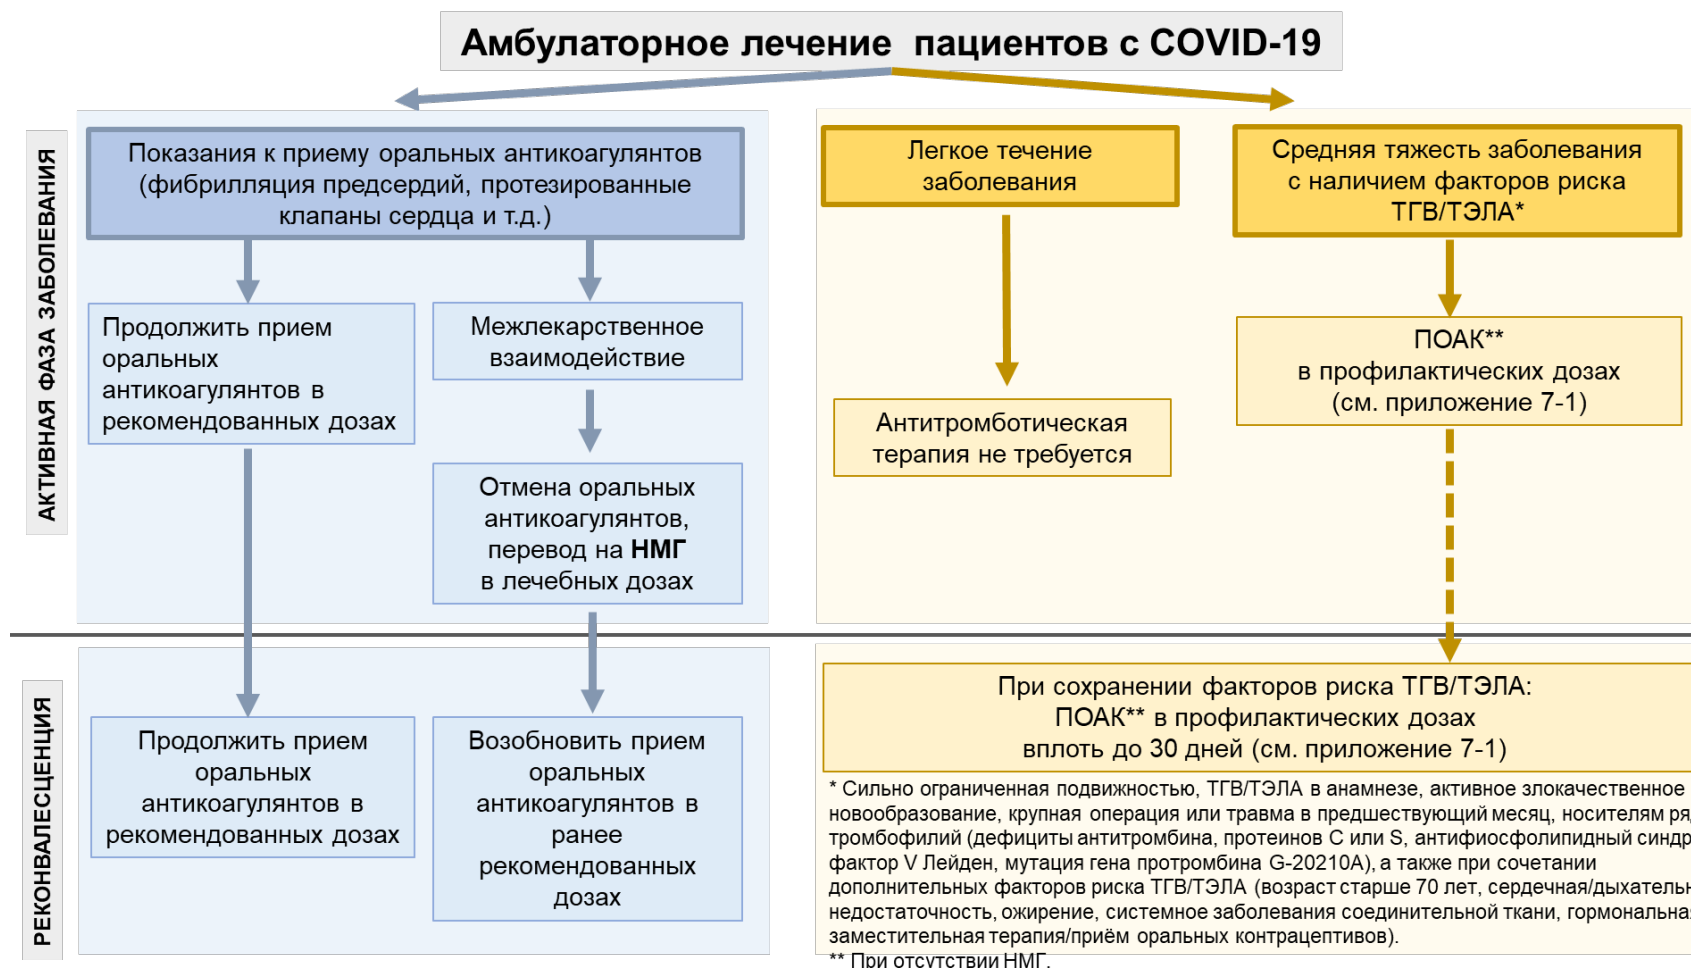 Амбулаторное лечение пациентов с COVID-19
АКТИВНАЯ ФАЗА ЗАБОЛЕВАНИЯ
Показания к приему оральных антикоагулянтов
(фибрилляция предсердий, протезированные
клапаны сердца и т.д.)
Продолжить прием
оральных
антикоагулянтов в
рекомендованных дозах
Межлекарственное
взаимодействие
Отмена оральных
антикоагулянтов,
перевод на НМГ
в лечебных дозах
Легкое течение
заболевания
Антитромботическая
терапия не требуется
Средняя тяжесть заболевания
с наличием факторов риска
ТГВ/ТЭЛА*
ПОАК**
в профилактических дозах
(см. приложение 7-1)
РЕКОНВАЛЕСЦЕНЦИЯ
Продолжить прием
оральных
антикоагулянтов в
рекомендованных дозах
Возобновить прием
оральных
антикоагулянтов в
ранее
рекомендованных
дозах
При сохранении факторов риска ТГВ/ТЭЛА:
ПОАК** в профилактических дозах
вплоть до 30 дней (см. приложение 7-1)
* Сильно ограниченная подвижностью, ТГВ/ТЭЛА в анамнезе, активное злокачественное
новообразование, крупная операция или травма в предшествующий месяц, носителям ря
тромбофилий (дефициты антитромбина, протеинов С или S, антифиосфолипидный синдр
фактор V Лейден, мутация гена протромбина G-20210A), а также при сочетании
дополнительных факторов риска ТГВ/ТЭЛА (возраст старше 70 лет, сердечная/дыхательн
недостаточность, ожирение, системное заболевания соединительной ткани, гормональная
заместительная терапия/приём оральных контрацептивов).
** При отсутствии НМГ.